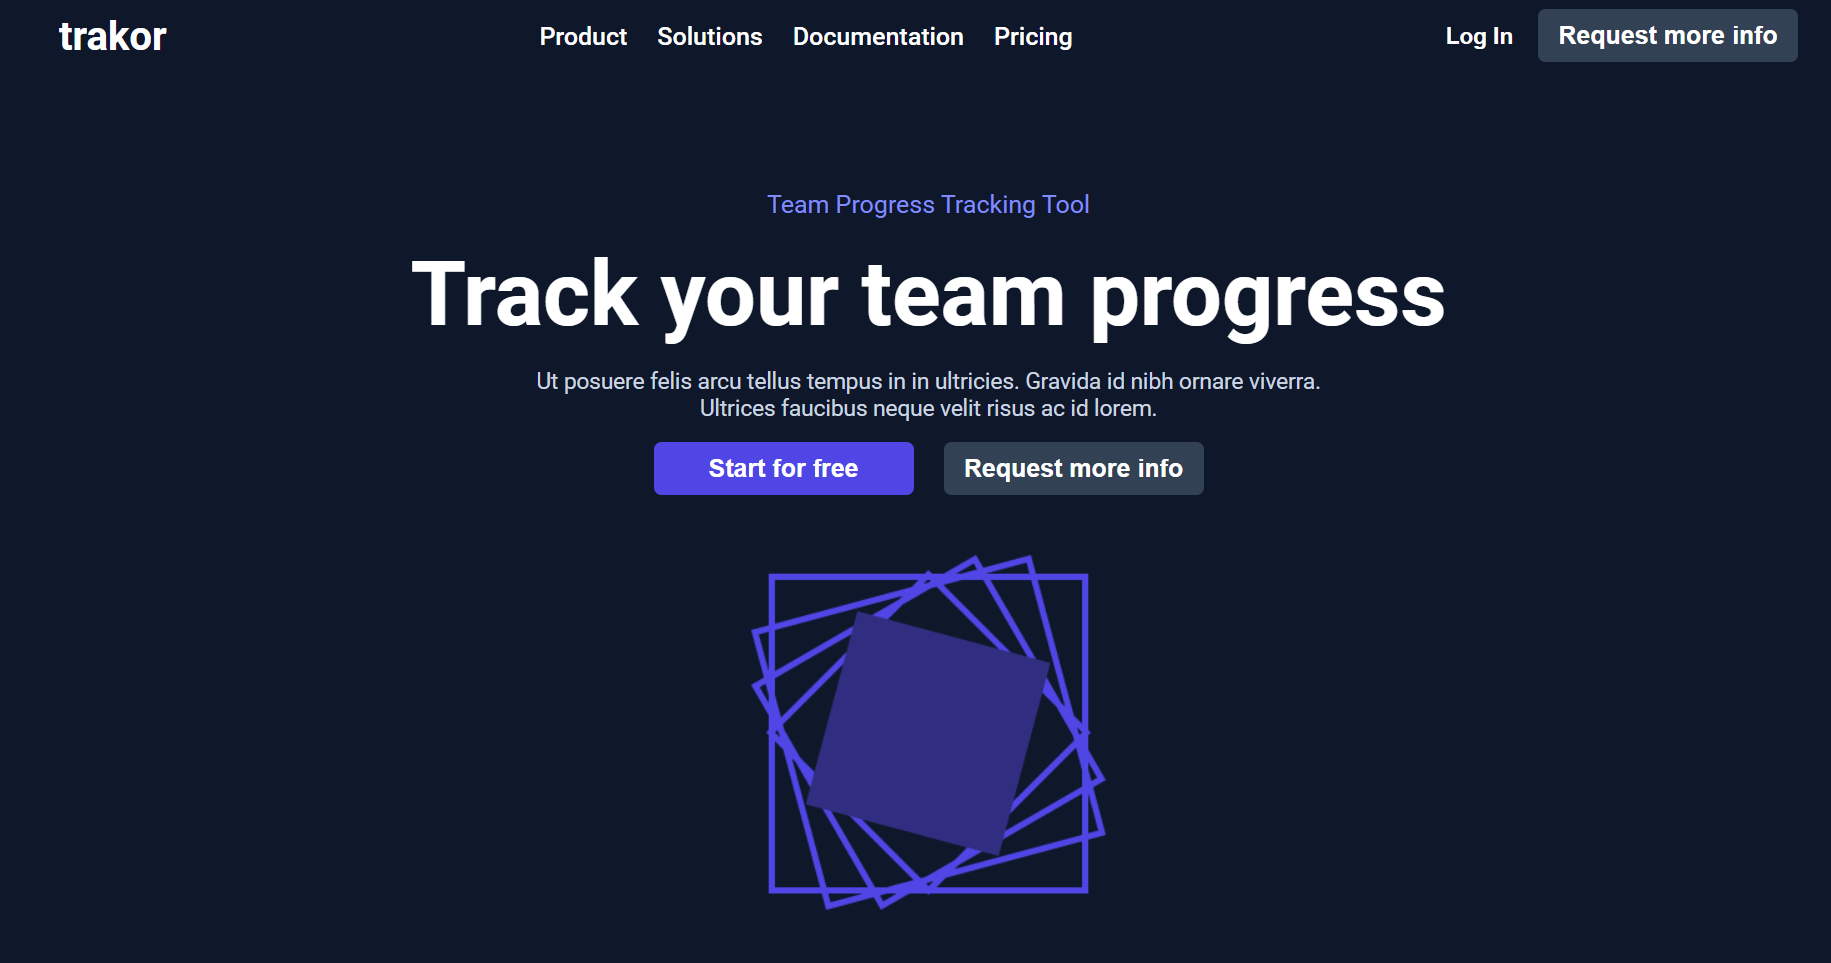 trakor
Product Solutions Documentation Pricing
Log In Request more info
Team Progress Tracking Tool
Track your team progress
Ut posuere felis arcu tellus tempus in in ultricies. Gravida id nibh ornare viverra.
Ultrices faucibus neque velit risus ac id lorem.
Start for free Request more info